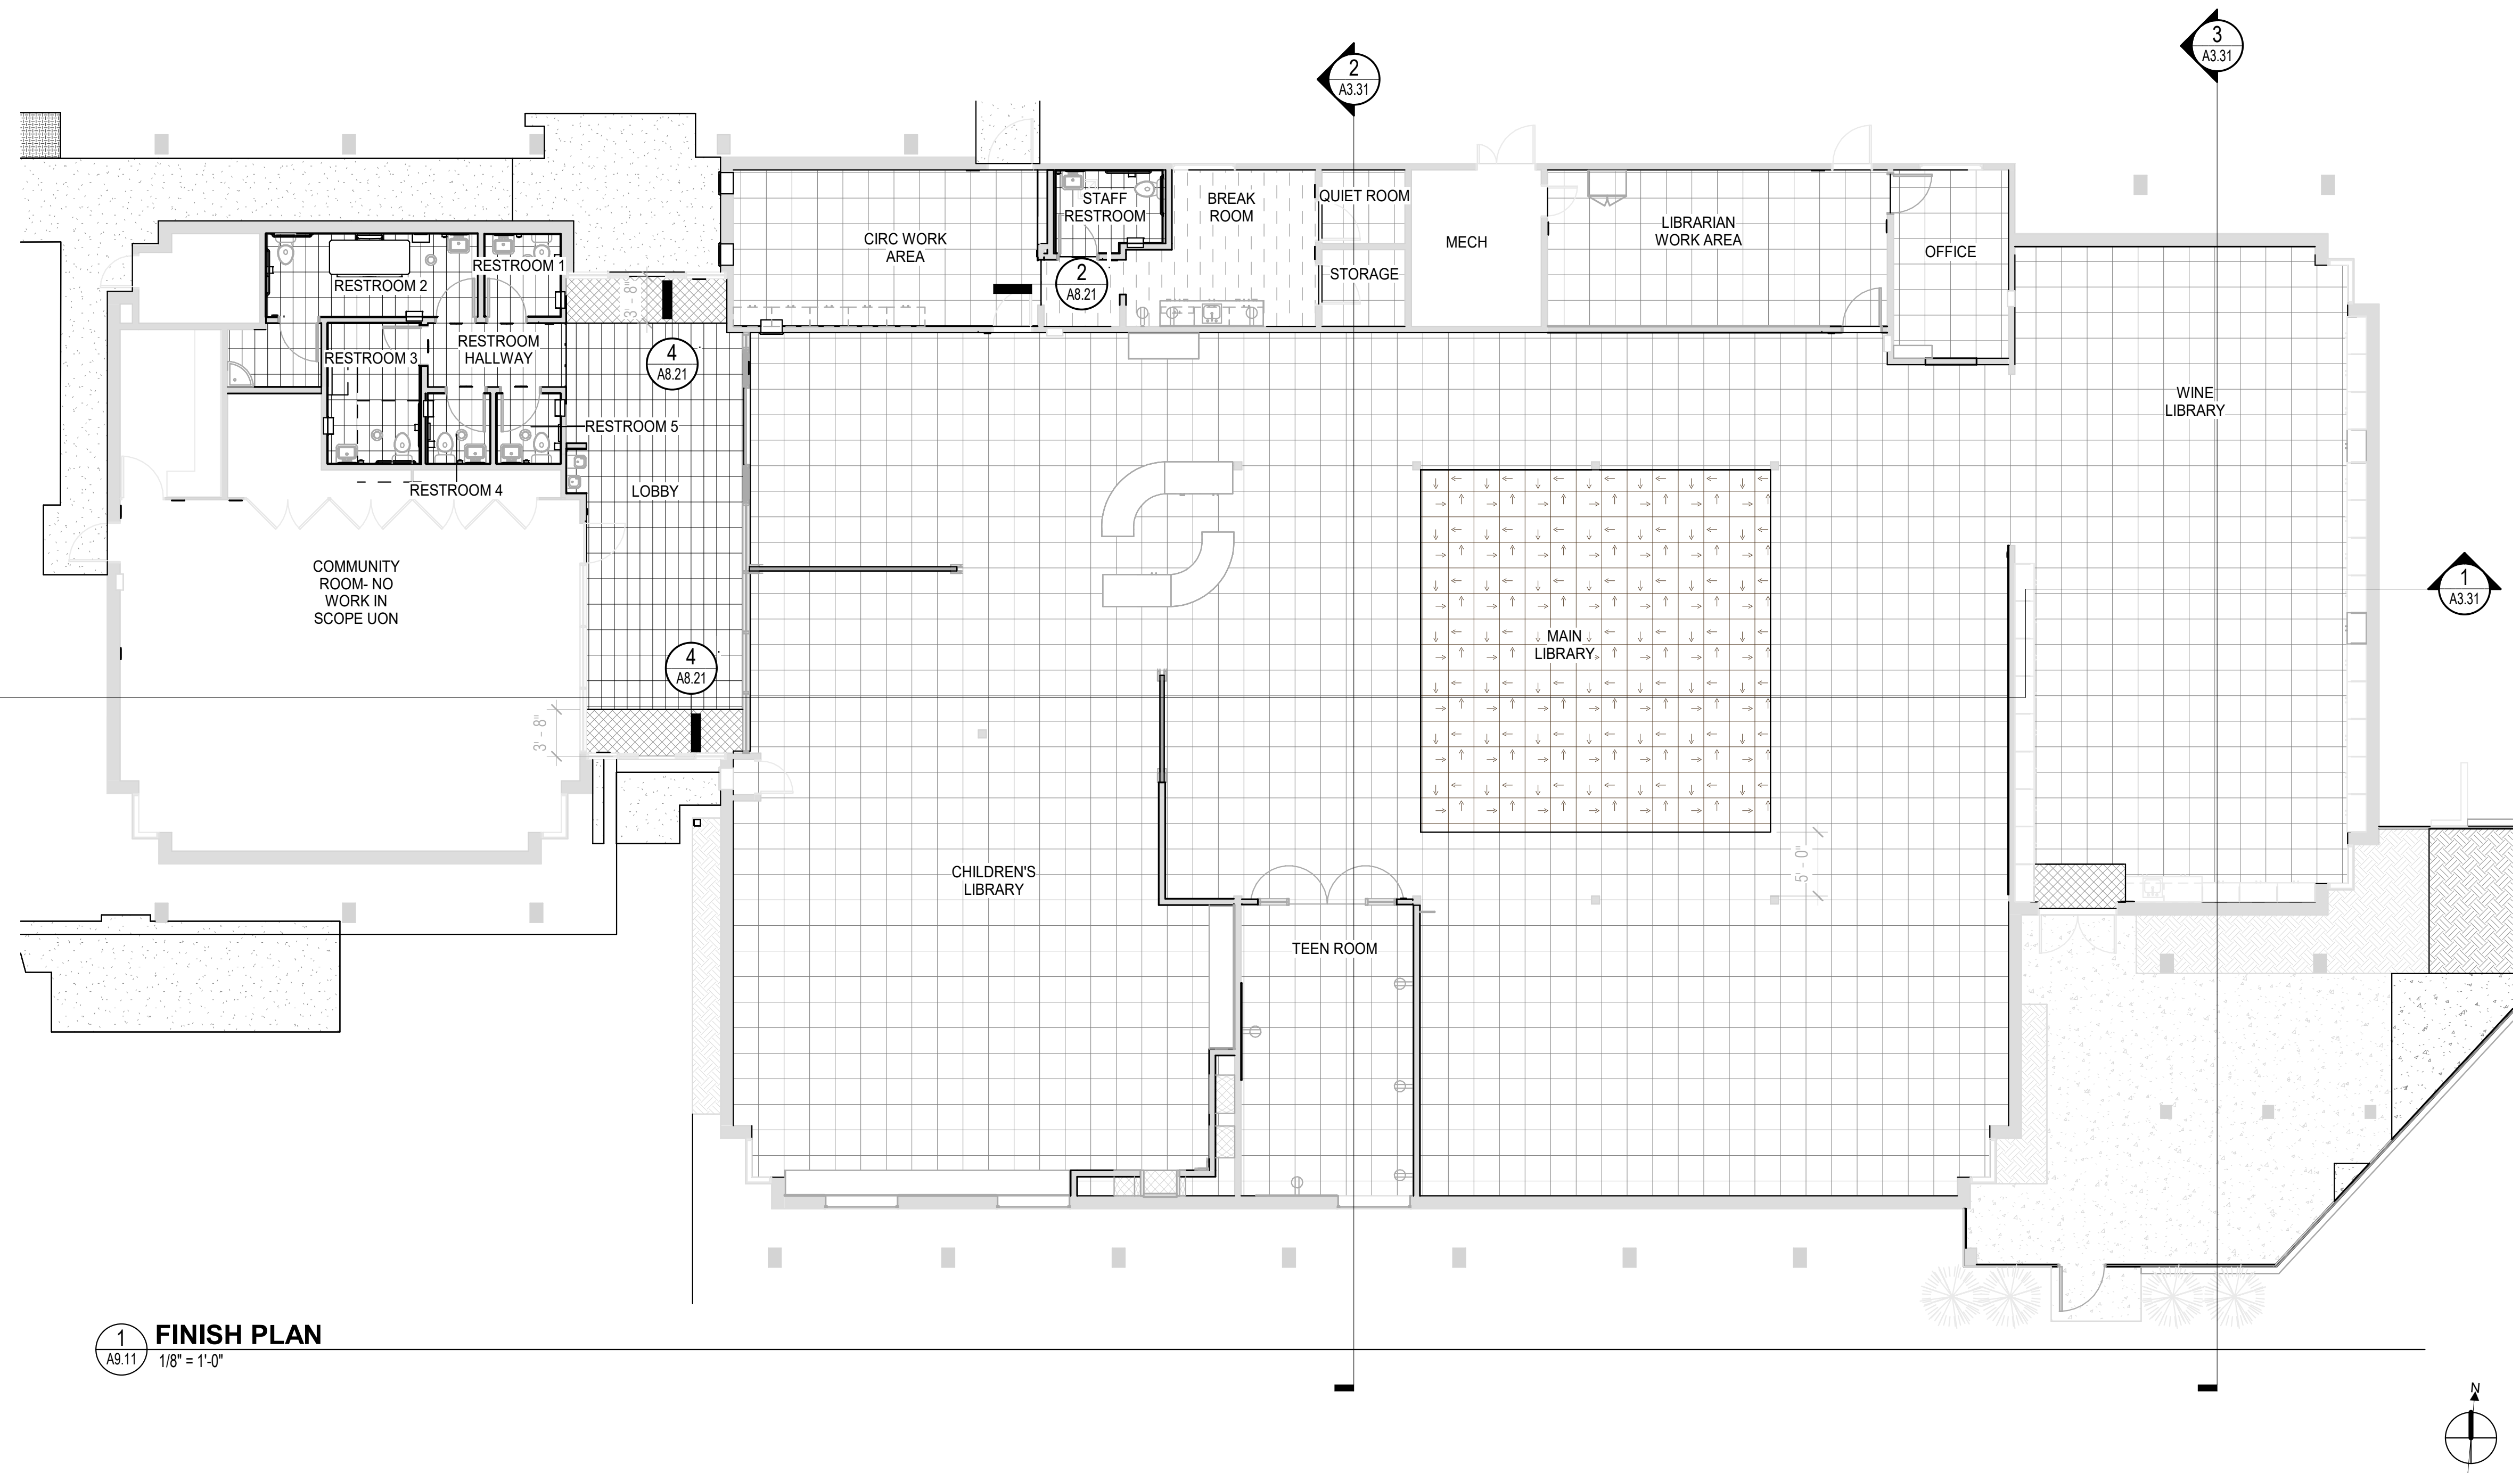 3
A3.31
2
A3.31
STAFF
RESTROOM
BREAK
ROOM
QUIET ROOM
CIRC WORK
AREA
LIBRARIAN
WORK AREA
MECH
OFFICE
STORAGE
RESTROOM 1
RESTROOM 2
2
A8.21
3' - 8"
RESTROOM
HALLWAY
RESTROOM 3
4
A8.21
WINE
LIBRARY
RESTROOM 5
RESTROOM 4
LOBBY
COMMUNITY
ROOM- NO
WORK IN
SCOPE UON
1
A3.31
MAIN
LIBRARY
4
A8.21
3' - 8"
5' - 0"
CHILDREN'S
LIBRARY
TEEN ROOM
1
A9.11
FINISH PLAN
1/8" = 1'-0"
N